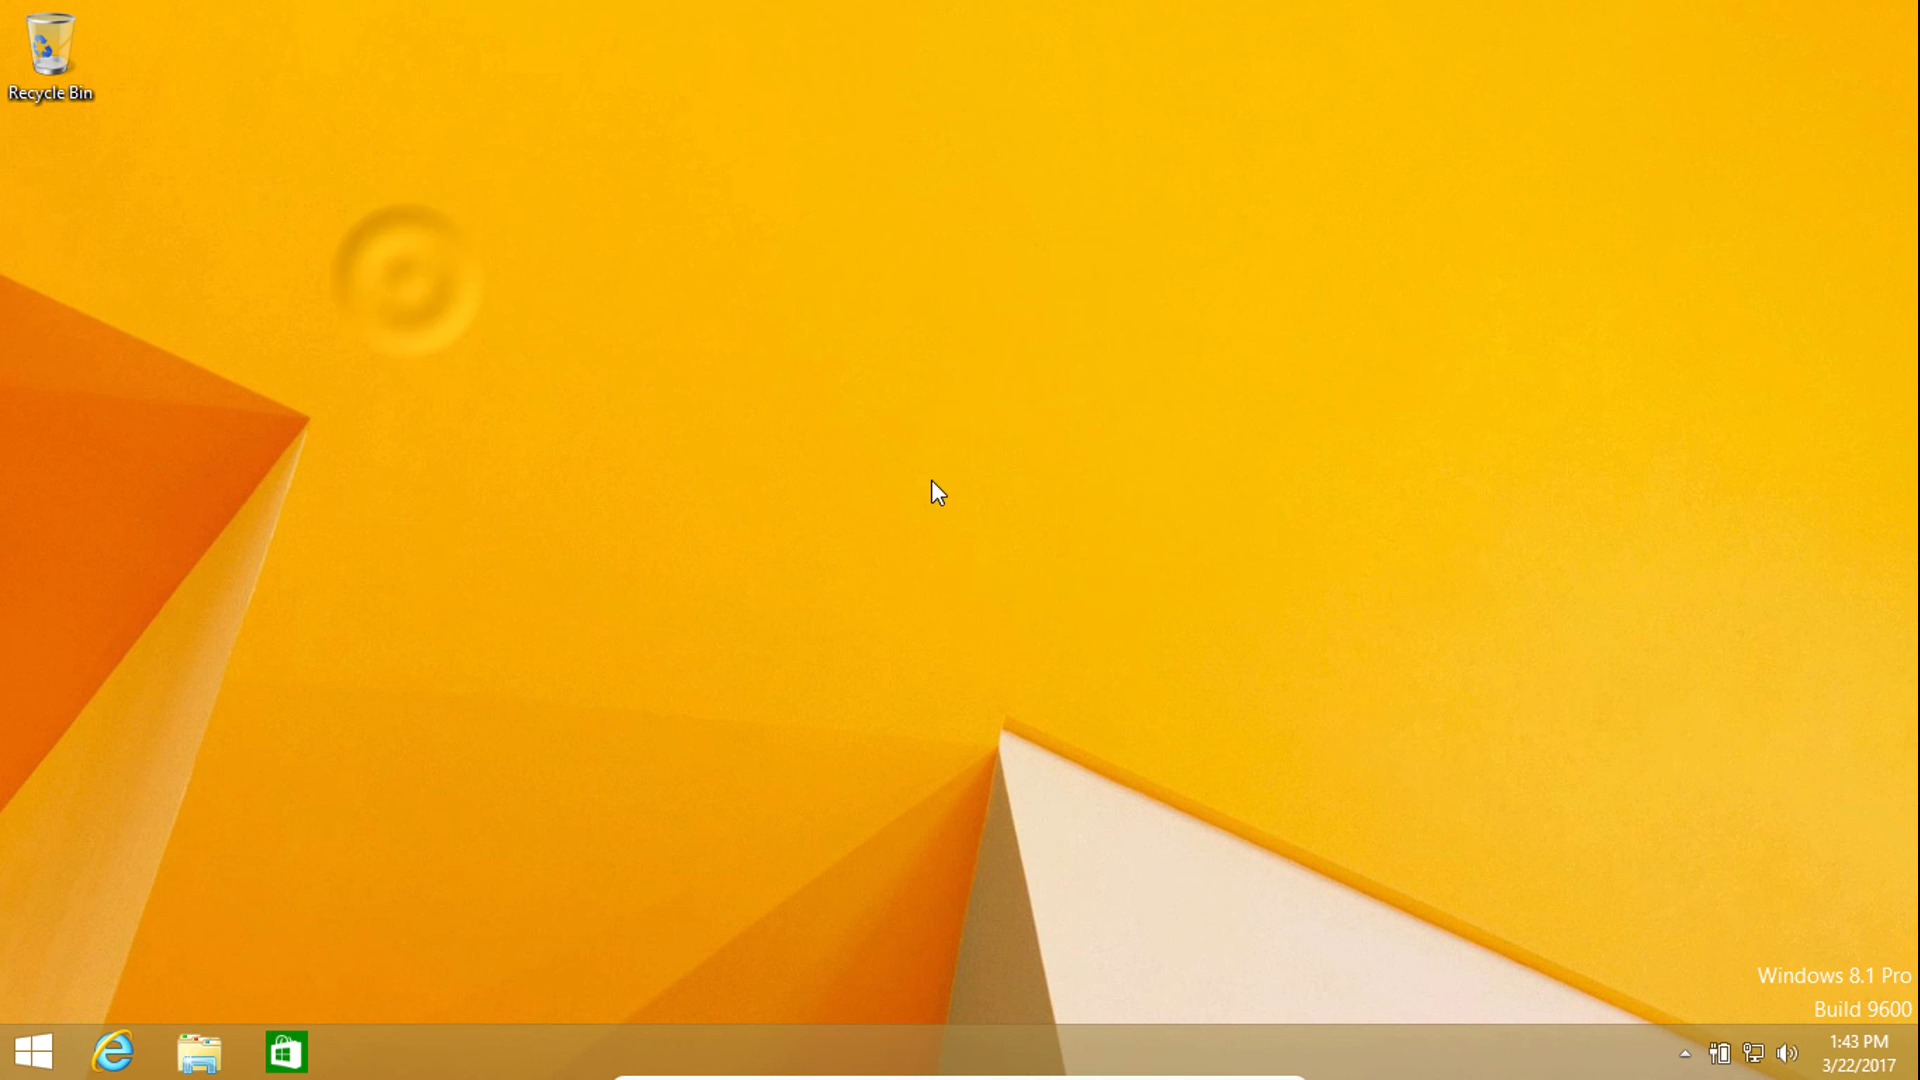 Recycle Bin
Windows 8.1 Pro
Build 9600
1:43 PM
3/22/2017